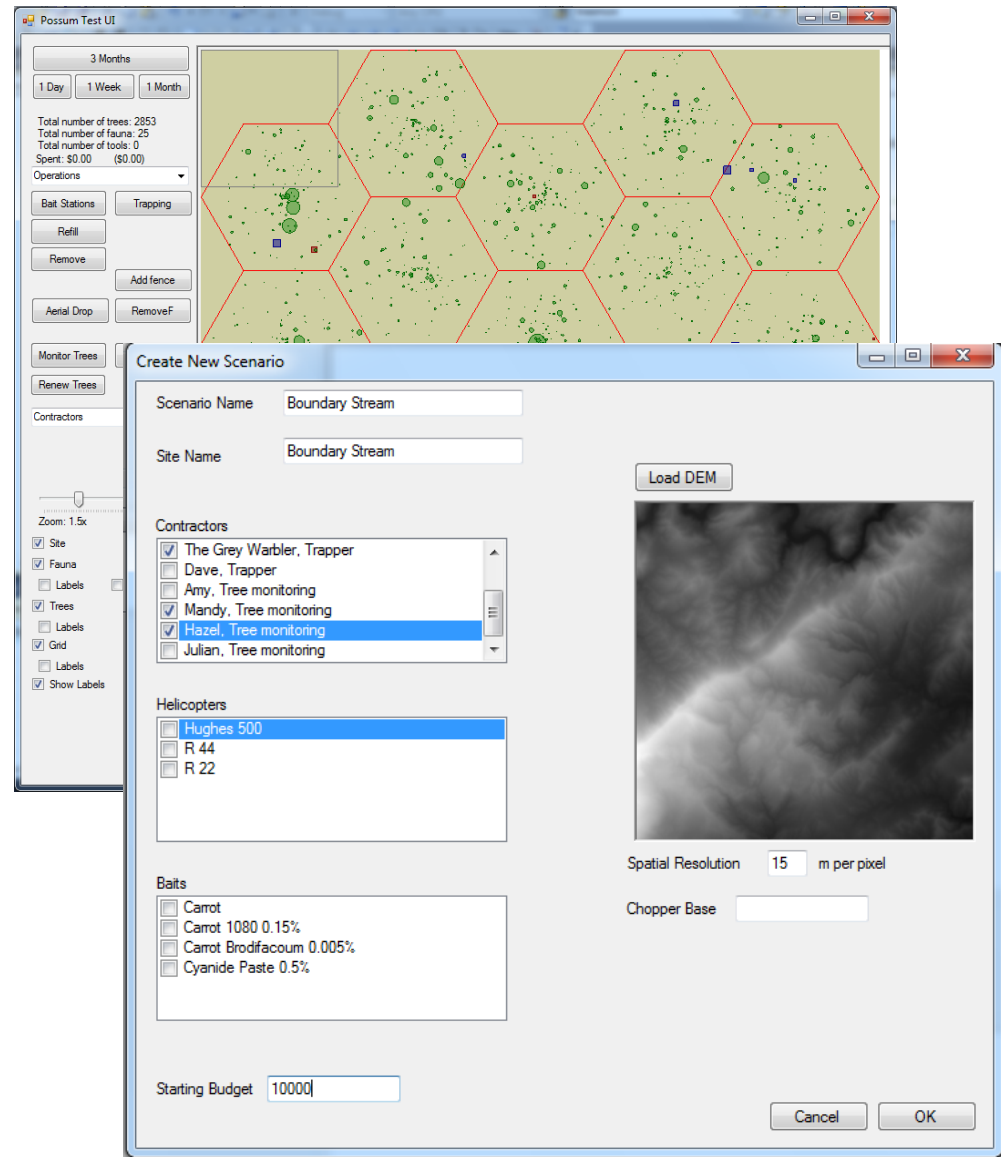 Possum Test UI
3 Months
1 Day 1 Week 1 Month
Total number of trees: 2853
Total number of fauna: 25
Total number of tools: 0
Spent: $0.00 ($0.00)
Operations
Bait Stations Trapping
Refill
Remove
Add fence
Aerial Drop RemoveF
Monitor Trees
Renew Trees
Contractors
Zoom: 1.5x
Site
Fauna
Labels
Trees
Labels
Grid
Labels
Show Labels
Create New Scenario
Scenario Name Boundary Stream
Site Name Boundary Stream
Load DEM
Contractors
The Grey Warbler, Trapper
Dave, Trapper
Amy, Tree monitoring
Mandy, Tree monitoring
Hazel, Tree monitoring
Julian, Tree monitoring
Helicopters
Hughes 500
R 44
R 22
Spatial Resolution 15 m per pixel
Chopper Base
Baits
Carrot
Carrot 1080 0.15%
Carrot Brodifacoum 0.005%
Cyanide Paste 0.5%
Starting Budget 10000
Cancel OK